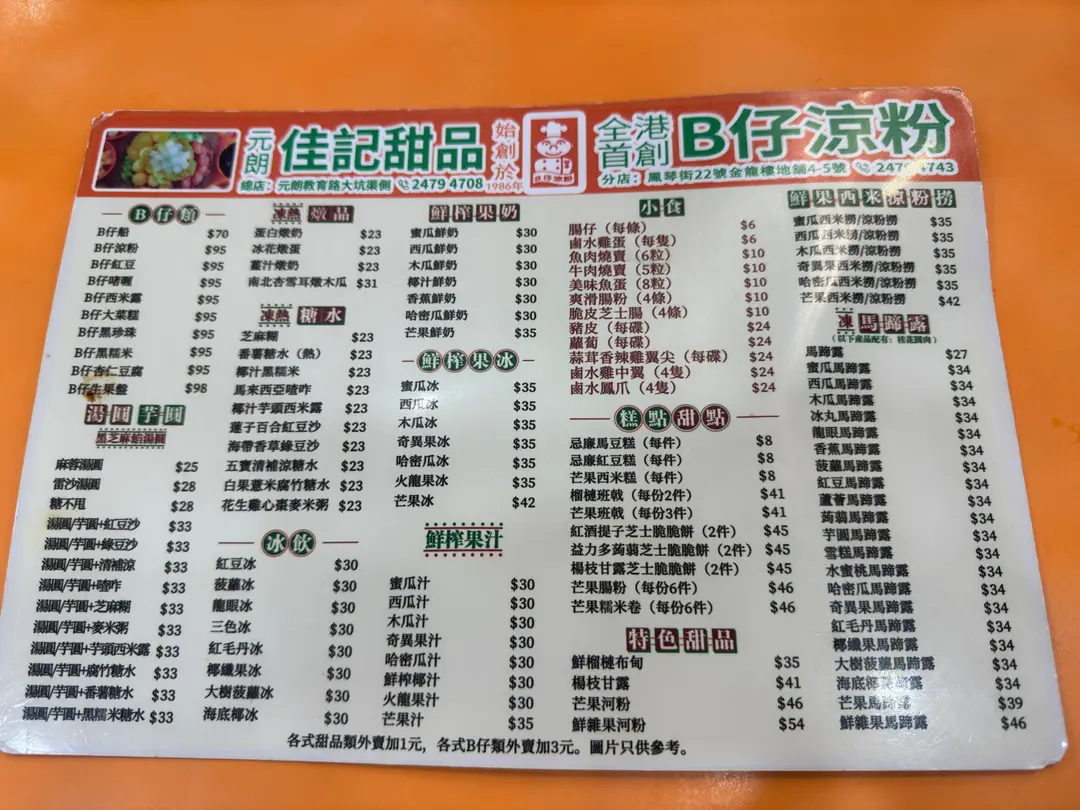 元朗 佳記甜品 始創於1986年
總店：元朗教育路大坑渠側 2479 4708
全港首創 B仔涼粉
分店：鳳琴街22號金龍樓地舖4-5號 247 743
B仔涼粉
B仔類
B仔船 $70
B仔涼粉 $95
B仔紅豆 $95
B仔啫喱 $95
B仔西米露 $95
B仔大菜糕 $95
B仔黑珍珠 $95
B仔黑糯米 $95
B仔杏仁豆腐 $95
B仔生果盤 $98
湯圓芋圓
黑芝麻餡湯圓
麻蓉湯圓 $25
雷沙湯圓 $28
糖不甩 $28
湯圓/芋圓+紅豆沙 $33
湯圓/芋圓+綠豆沙 $33
湯圓/芋圓+清補涼 $33
湯圓/芋圓+喳咋 $33
湯圓/芋圓+芝麻糊 $33
湯圓/芋圓+麥米粥 $33
湯圓/芋圓+芋頭西米露 $33
湯圓/芋圓+腐竹糖水 $33
湯圓/芋圓+番薯糖水 $33
湯圓/芋圓+黑糯米糖水 $33
凍熱燉品
蛋白燉奶 $23
冰花燉蛋 $23
薑汁燉奶 $23
南北杏雪耳燉木瓜 $31
凍熱糖水
芝麻糊 $23
番薯糖水（熱） $23
椰汁黑糯米 $23
馬來西亞喳咋 $23
椰汁芋頭西米露 $23
蓮子百合紅豆沙 $23
海帶香草綠豆沙 $23
五寶清補涼糖水 $23
白果薏米腐竹糖水 $23
花生雞心棗麥米粥 $23
冰飲
紅豆冰 $30
菠蘿冰 $30
龍眼冰 $30
三色冰 $30
紅毛丹冰 $30
椰纖果冰 $30
大樹菠蘿冰 $30
海底椰冰 $30
鮮榨果奶
蜜瓜鮮奶 $30
西瓜鮮奶 $30
木瓜鮮奶 $30
椰汁鮮奶 $30
香蕉鮮奶 $30
哈密瓜鮮奶 $30
芒果鮮奶 $35
鮮榨果冰
蜜瓜冰 $35
西瓜冰 $35
木瓜冰 $35
奇異果冰 $35
哈密瓜冰 $35
火龍果冰 $35
芒果冰 $42
鮮榨果汁
蜜瓜汁 $30
西瓜汁 $30
木瓜汁 $30
奇異果汁 $30
哈密瓜汁 $30
鮮榨椰汁 $30
火龍果汁 $30
芒果汁 $35
小食
腸仔（每條） $6
鹵水雞蛋（每隻） $6
魚肉燒賣（6粒） $10
牛肉燒賣（5粒） $10
美味魚蛋（8粒） $10
爽滑腸粉（4條） $10
脆皮芝士腸（4條） $10
豬皮（每碟） $24
蘿蔔（每碟） $24
蒜茸香辣雞翼尖（每碟） $24
鹵水雞中翼（4隻） $24
鹵水鳳爪（4隻） $24
糕點甜點
忌廉馬豆糕（每件） $8
忌廉紅豆糕（每件） $8
芒果西米糕（每件） $8
榴槤班戟（每份2件） $41
芒果班戟（每份3件） $41
紅酒提子芝士脆脆餅（2件） $45
益力多蒟蒻芝士脆脆餅（2件） $45
楊枝甘露芝士脆脆餅（2件） $45
芒果腸粉（每份6件） $46
芒果糯米卷（每份6件） $46
特色甜品
鮮榴槤布甸 $35
楊枝甘露 $41
芒果河粉 $46
鮮雜果河粉 $54
鮮果西米涼粉撈
蜜瓜西米撈/涼粉撈 $35
西瓜西米撈/涼粉撈 $35
木瓜西米撈/涼粉撈 $35
奇異果西米撈/涼粉撈 $35
哈密瓜西米撈/涼粉撈 $35
芒果西米撈/涼粉撈 $42
凍馬蹄露
（以下產品配有：桂花圓肉）
馬蹄露 $27
蜜瓜馬蹄露 $34
西瓜馬蹄露 $34
木瓜馬蹄露 $34
冰丸馬蹄露 $34
龍眼馬蹄露 $34
香蕉馬蹄露 $34
菠蘿馬蹄露 $34
紅豆馬蹄露 $34
蘆薈馬蹄露 $34
蒟蒻馬蹄露 $34
芋圓馬蹄露 $34
雪糕馬蹄露 $34
水蜜桃馬蹄露 $34
哈密瓜馬蹄露 $34
奇異果馬蹄露 $34
紅毛丹馬蹄露 $34
椰纖果馬蹄露 $34
大樹菠蘿馬蹄露 $34
海底椰馬蹄露 $34
芒果馬蹄露 $39
鮮雜果馬蹄露 $46
各式甜品類外賣加1元，各式B仔類外賣加3元。圖片只供參考。